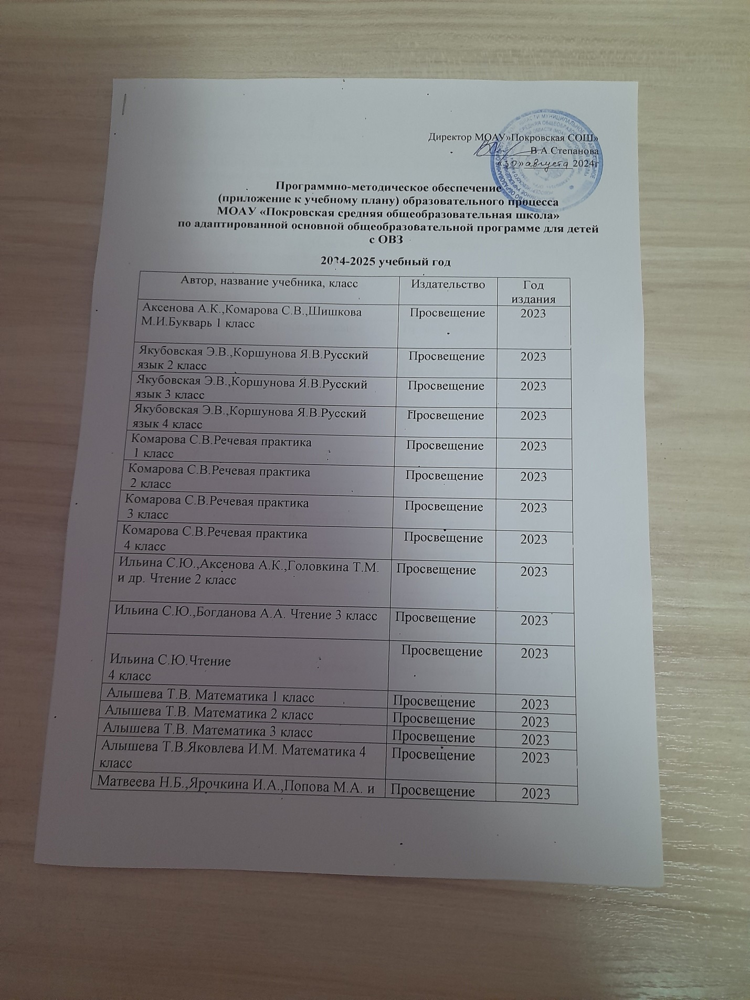 Директор МОАУ»Покровская СОШ»
В.А.Степанова
«30»августа 2024г
Программно-методическое обеспечение
(приложение к учебному плану) образовательного процесса
МОАУ «Покровская средняя общеобразовательная школа»
по адаптированной основной общеобразовательной программе для детей
с ОВЗ
2024-2025 учебный год
Автор, название учебника, класс Издательство Год
издания
Аксенова А.К.,Комарова С.В.,Шишкова Просвещение 2023
М.И.Букварь 1 класс
Якубовская Э.В.,Коршунова Я.В.Русский Просвещение 2023
язык 2 класс
Якубовская Э.В.,Коршунова Я.В.Русский Просвещение 2023
язык 3 класс
Якубовская Э.В.,Коршунова Я.В.Русский Просвещение 2023
язык 4 класс
Комарова С.В.Речевая практика Просвещение 2023
1 класс
Комарова С.В.Речевая практика Просвещение 2023
2 класс
Комарова С.В.Речевая практика Просвещение 2023
3 класс
Комарова С.В.Речевая практика Просвещение 2023
4 класс
Ильина С.Ю.,Аксенова А.К.,Головкина Т.М. Просвещение 2023
и др. Чтение 2 класс
Ильина С.Ю.,Богданова А.А. Чтение 3 класс Просвещение 2023
Просвещение 2023
Ильина С.Ю.Чтение
4 класс
Алышева Т.В. Математика 1 класс Просвещение 2023
Алышева Т.В. Математика 2 класс Просвещение 2023
Алышева Т.В. Математика 3 класс Просвещение 2023
Алышева Т.В.Яковлева И.М. Математика 4 Просвещение 2023
класс
Матвеева Н.Б.,Ярочкина И.А.,Попова М.А. и Просвещение 2023